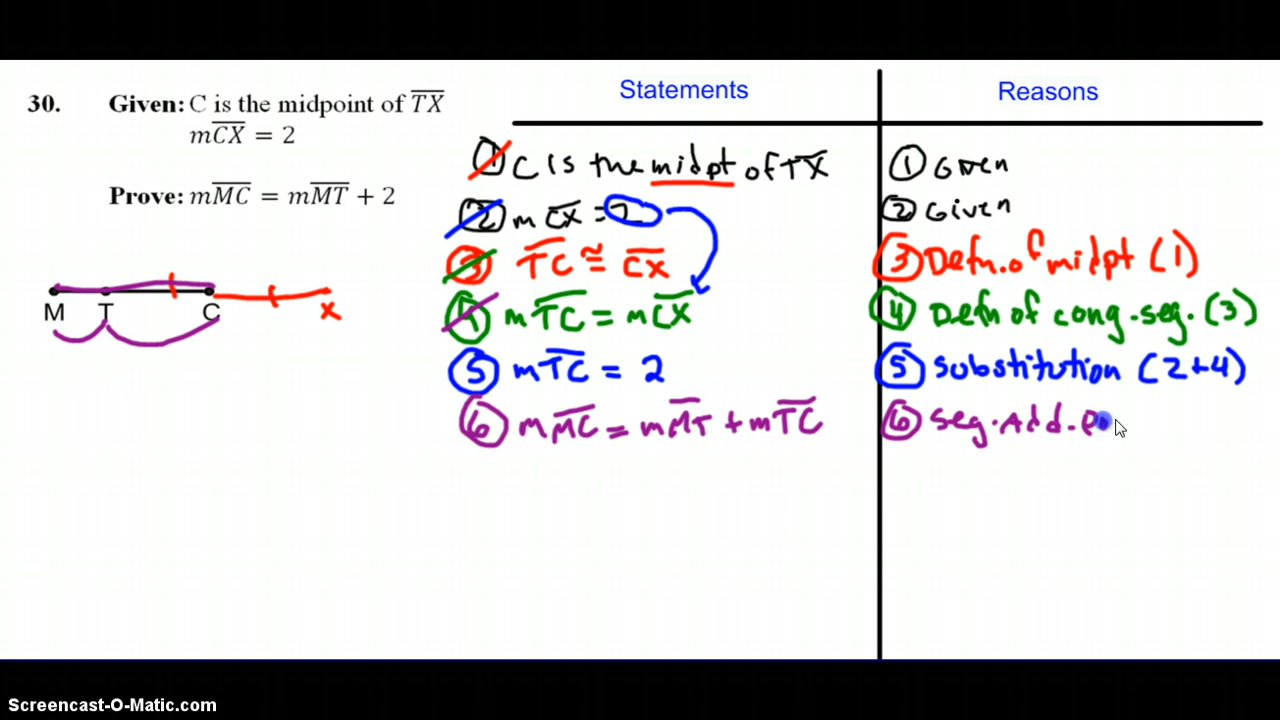 30. Given: C is the midpoint of TX
mCX = 2
Prove: mMC = mMT + 2
M T C X
Statements Reasons
① C is the midpt of TX ① Given
② mCX = 2 ② Given
③ TC ≅ CX ③ Defn. of midpt (1)
④ mTC = mCX ④ Defn of cong. seg. (3)
⑤ mTC = 2 ⑤ Substitution (2+4)
⑥ mMC = mMT + mTC ⑥ Seg. Add. Po
Screencast-O-Matic.com